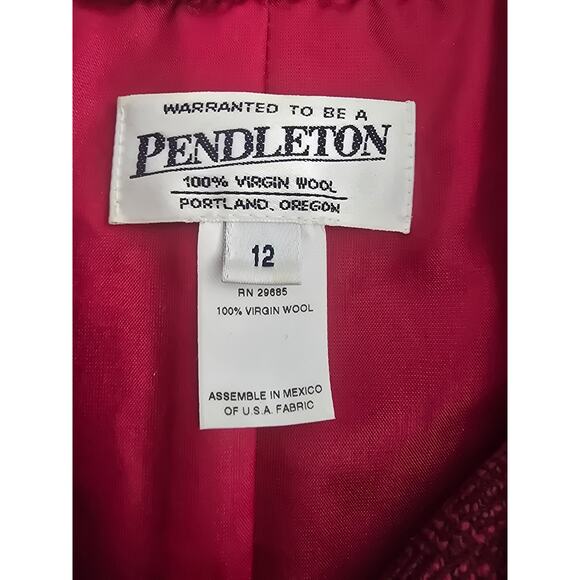 WARRANTED TO BE A
PENDLETON
100% VIRGIN WOOL
PORTLAND, OREGON
12
RN 29685
100% VIRGIN WOOL
ASSEMBLE IN MEXICO
OF U.S.A. FABRIC